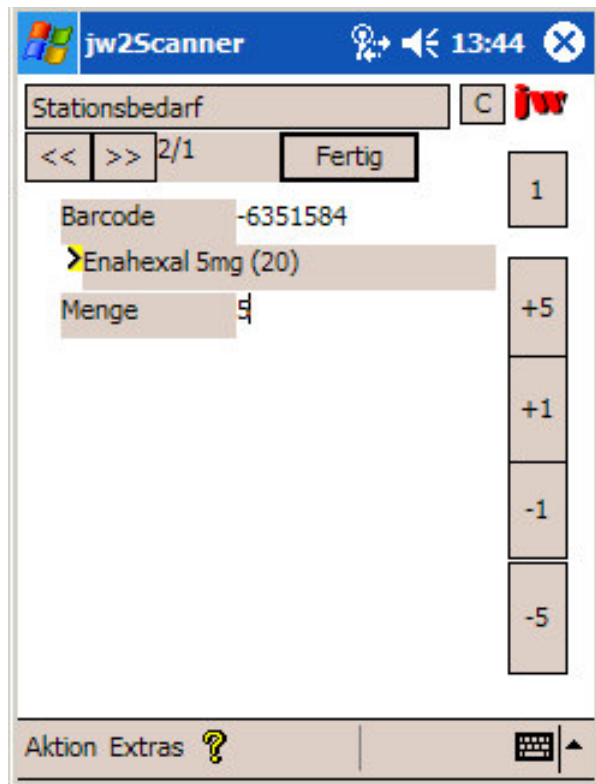 jw2Scanner 13:44
Stationsbedarf C jw
<< >> 2/1 Fertig
1
Barcode -6351584
>Enahexal 5mg (20)
Menge 5
+5
+1
-1
-5
Aktion Extras ?